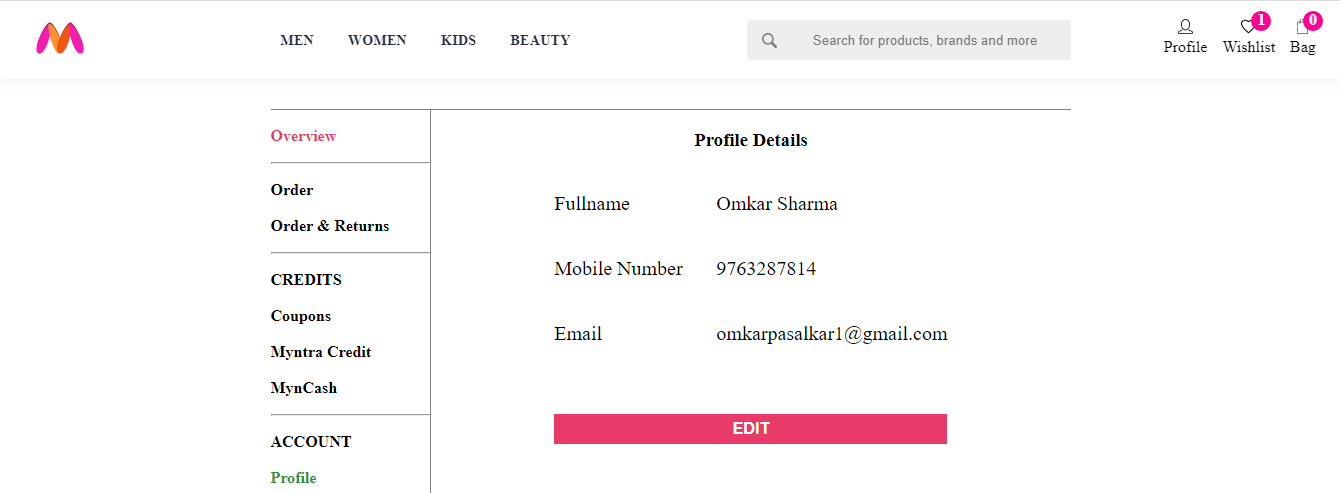 MEN WOMEN KIDS BEAUTY Search for products, brands and more 1 0
Profile Wishlist Bag
Overview
Order
Order & Returns
CREDITS
Coupons
Myntra Credit
MynCash
ACCOUNT
Profile
Profile Details
Fullname Omkar Sharma
Mobile Number 9763287814
Email omkarpasalkar1@gmail.com
EDIT